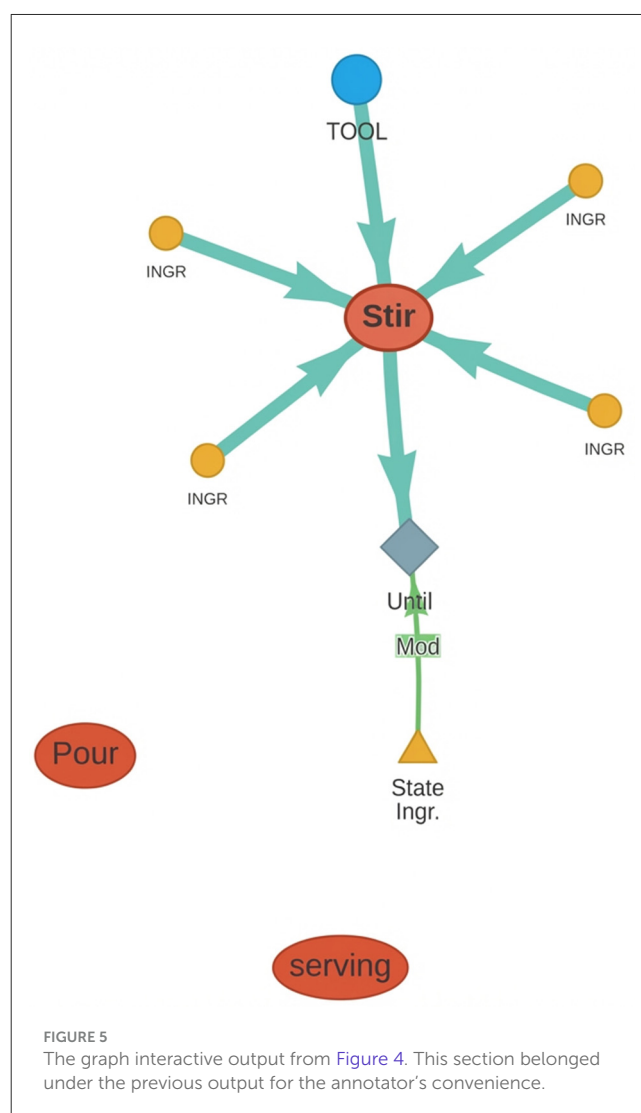 TOOL
INGR
INGR
Stir
INGR
INGR
Until
Mod
Pour
State
Ingr.
serving
FIGURE 5
The graph interactive output from Figure 4. This section belonged
under the previous output for the annotator's convenience.